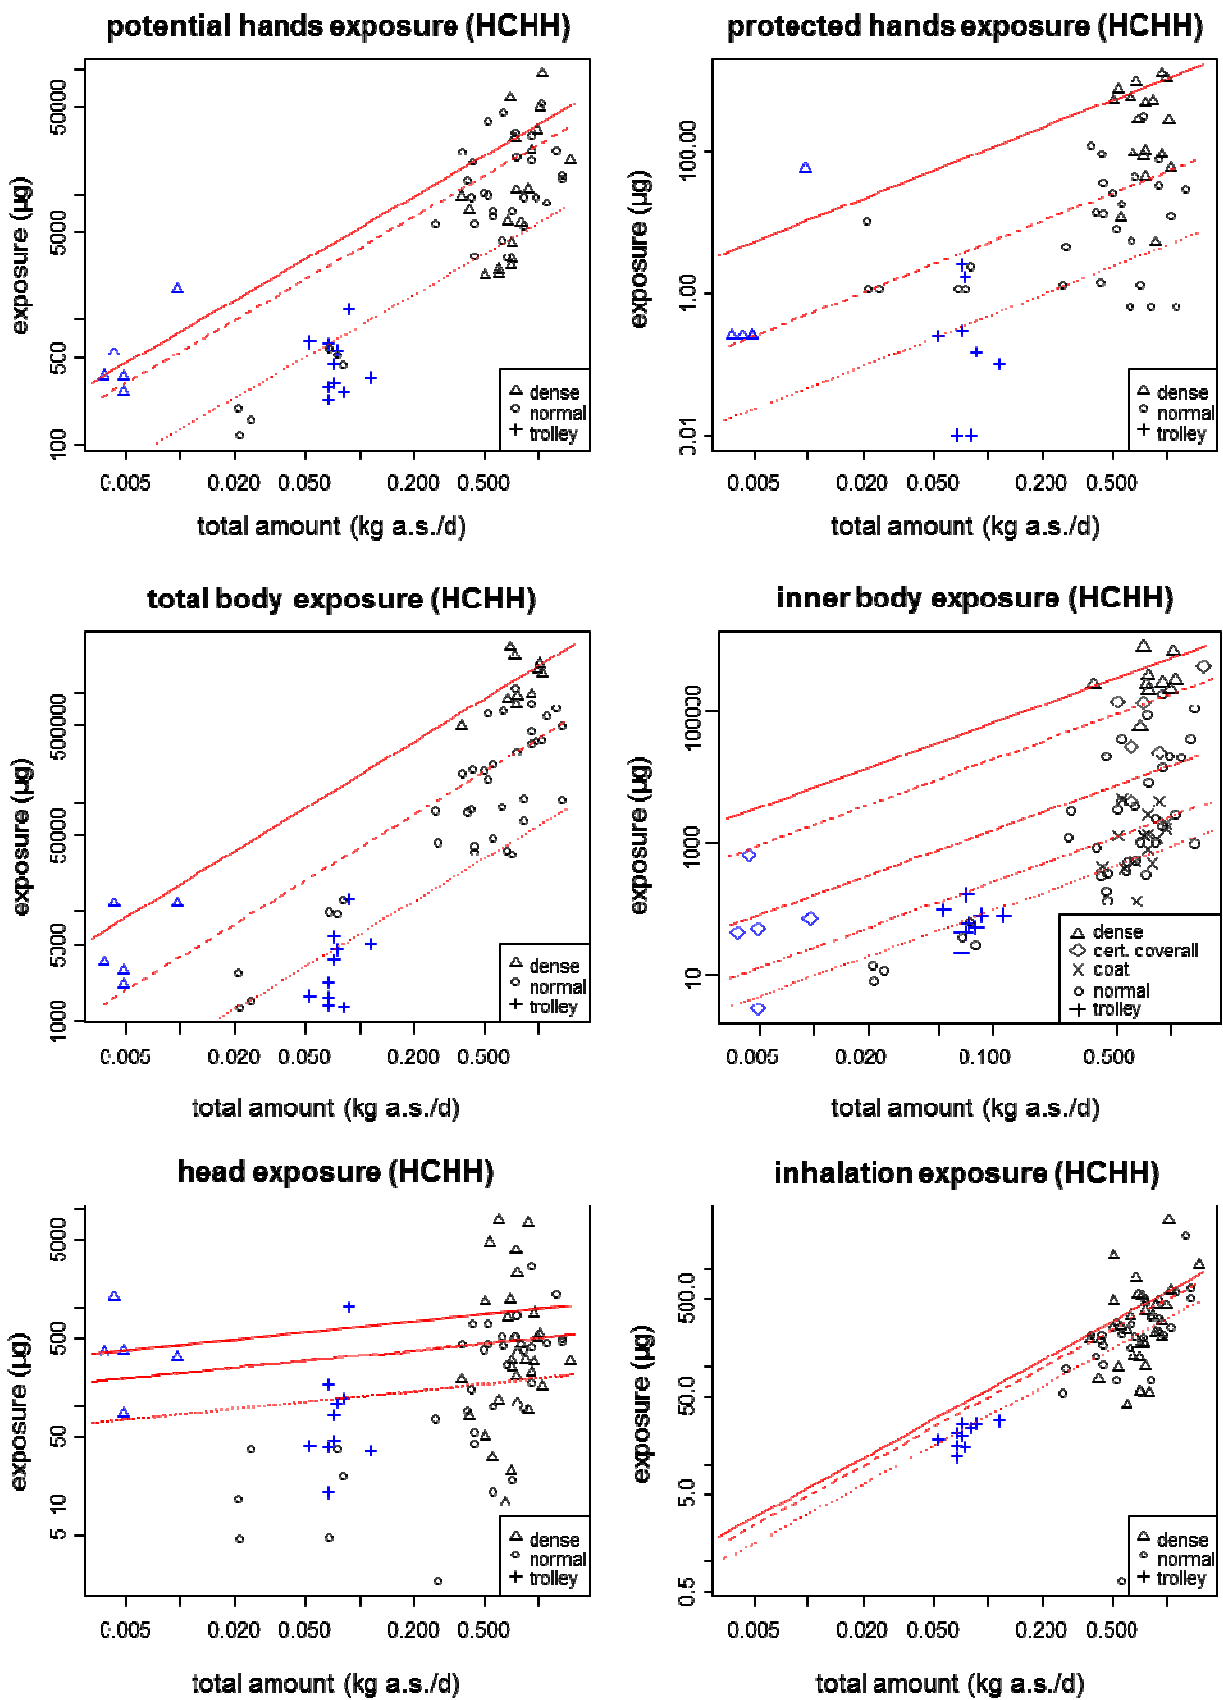 potential hands exposure (HCHH)
exposure (µg)
50000
5000
500
100
dense
normal
trolley
0.005 0.020 0.050 0.200 0.500
total amount (kg a.s./d)
protected hands exposure (HCHH)
exposure (µg)
100.00
1.00
0.01
dense
normal
trolley
0.005 0.020 0.050 0.200 0.500
total amount (kg a.s./d)
total body exposure (HCHH)
exposure (µg)
500000
50000
5000
1000
dense
normal
trolley
0.005 0.020 0.050 0.200 0.500
total amount (kg a.s./d)
inner body exposure (HCHH)
exposure (µg)
100000
1000
10
dense
cert. coverall
coat
normal
trolley
0.005 0.020 0.100 0.500
total amount (kg a.s./d)
head exposure (HCHH)
exposure (µg)
5000
500
50
10
5
dense
normal
trolley
0.005 0.020 0.050 0.200 0.500
total amount (kg a.s./d)
inhalation exposure (HCHH)
exposure (µg)
500.0
50.0
5.0
0.5
dense
normal
trolley
0.005 0.020 0.050 0.200 0.500
total amount (kg a.s./d)